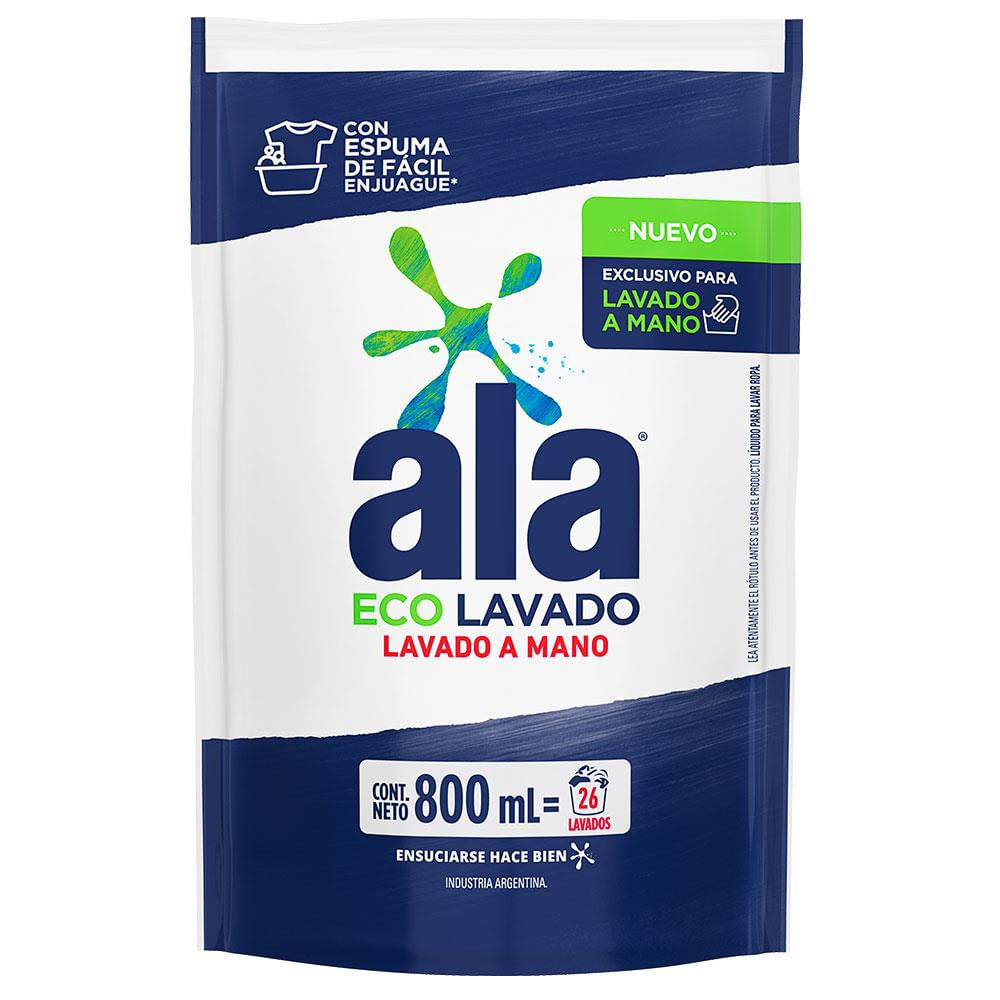 CON
ESPUMA
DE FÁCIL
ENJUAGUE*
NUEVO
EXCLUSIVO PARA
LAVADO
A MANO
ala®
ECO LAVADO
LAVADO A MANO
LEA ATENTAMENTE EL RÓTULO ANTES DE USAR EL PRODUCTO. LÍQUIDO PARA LAVAR ROPA.
CONT.
NETO 800 mL = 26
LAVADOS
ENSUCIARSE HACE BIEN
INDUSTRIA ARGENTINA.